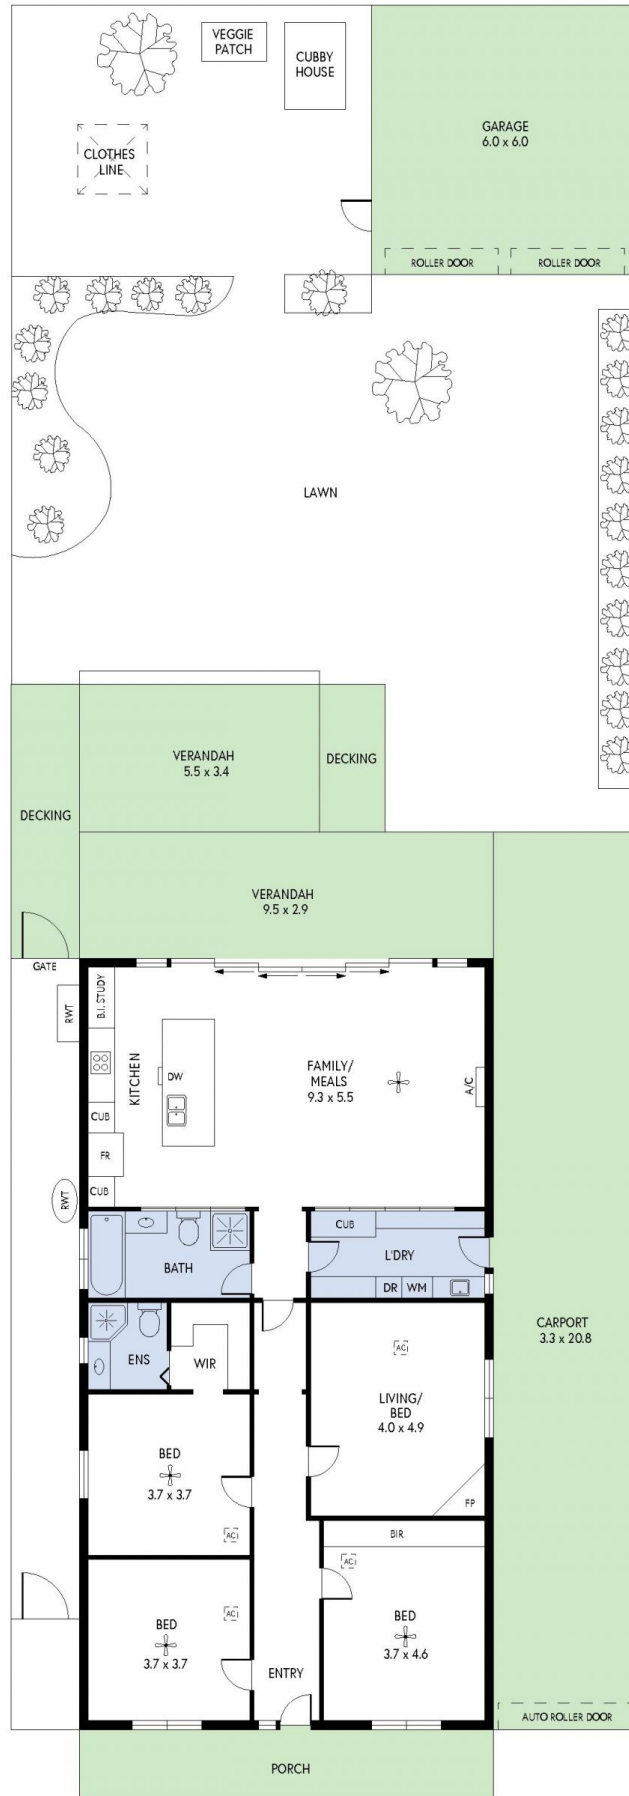 VEGGIE
PATCH
CUBBY
HOUSE
CLOTHES
LINE
GARAGE
6.0 x 6.0
ROLLER DOOR
ROLLER DOOR
LAWN
VERANDAH
5.5 x 3.4
DECKING
DECKING
VERANDAH
9.5 x 2.9
GATE
RWT
B.I. STUDY
KITCHEN
DW
FAMILY/
MEALS
9.3 x 5.5
A/C
CUB
FR
CUB
RWT
BATH
CUB
L'DRY
DR
WM
ENS
WIR
AC
LIVING/
BED
4.0 x 4.9
FP
CARPORT
3.3 x 20.8
BED
3.7 x 3.7
AC
BIR
AC
BED
3.7 x 4.6
AC
BED
3.7 x 3.7
ENTRY
AUTO ROLLER DOOR
PORCH